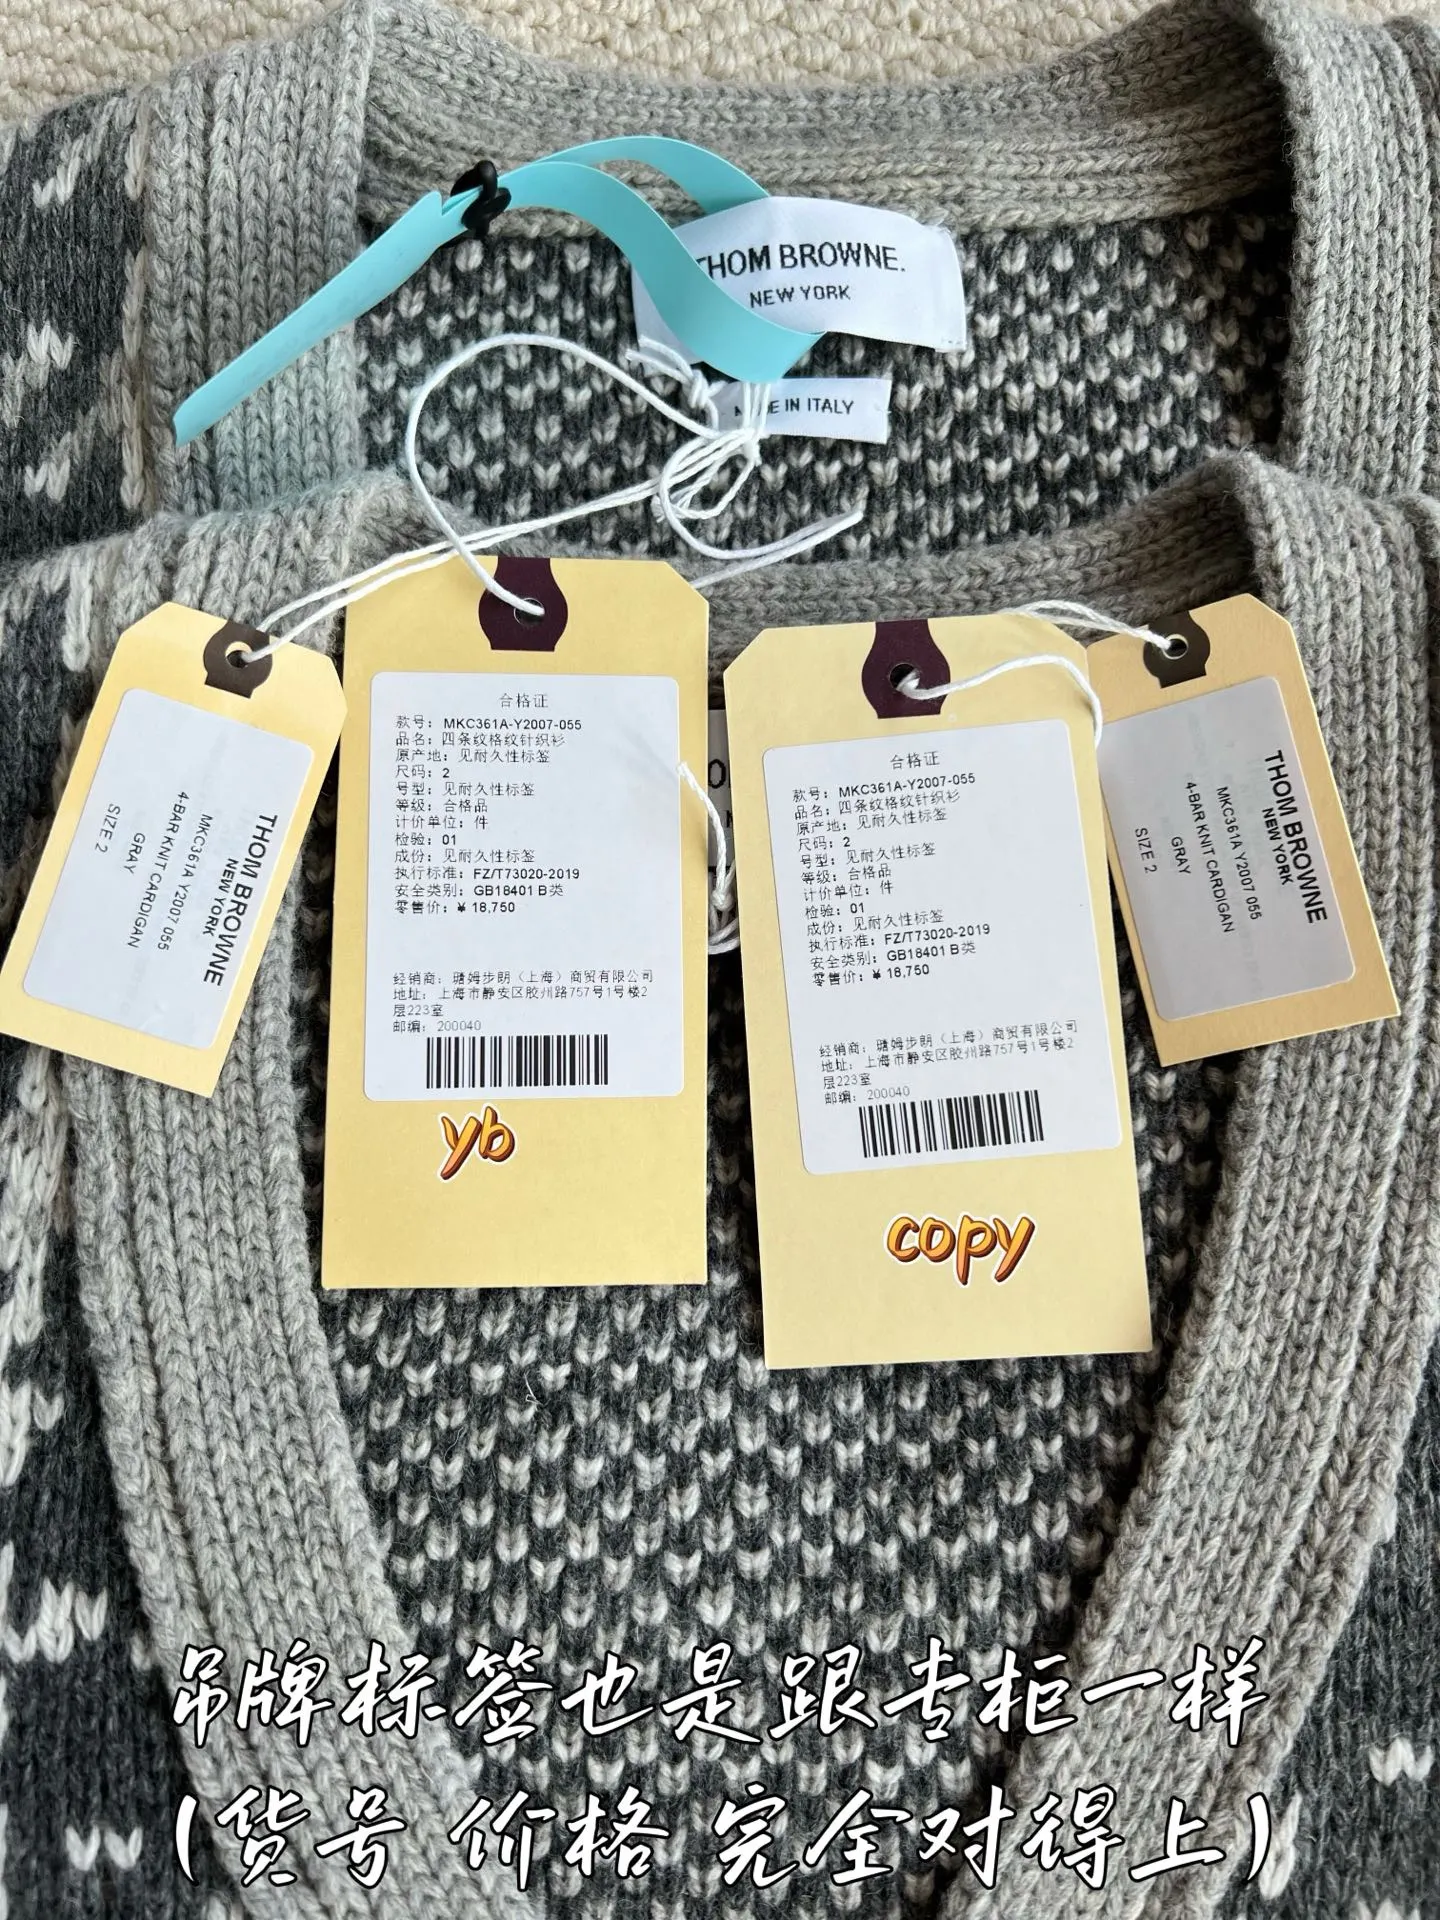 THOM BROWNE.
NEW YORK
IN ITALY
合格证
款号: MKC361A-Y2007-055
品名: 四条纹格纹针织衫
原产地: 见耐久性标签
尺码: 2
号型: 见耐久性标签
等级: 合格品
计价单位: 件
检验: 01
成份: 见耐久性标签
执行标准: FZ/T73020-2019
安全类别: GB18401 B类
零售价: ¥ 18,750
经销商: 瑭姆步朗（上海）商贸有限公司
地址: 上海市静安区胶州路757号1号楼2
层223室
邮编: 200040
yb
合格证
款号: MKC361A-Y2007-055
品名: 四条纹格纹针织衫
原产地: 见耐久性标签
尺码: 2
号型: 见耐久性标签
等级: 合格品
计价单位: 件
检验: 01
成份: 见耐久性标签
执行标准: FZ/T73020-2019
安全类别: GB18401 B类
零售价: ¥ 18,750
经销商: 瑭姆步朗（上海）商贸有限公司
地址: 上海市静安区胶州路757号1号楼2
层223室
邮编: 200040
copy
THOM BROWNE
NEW YORK
MKC361A Y2007 055
4-BAR KNIT CARDIGAN
GRAY
SIZE 2
THOM BROWNE
NEW YORK
MKC361A Y2007 055
4-BAR KNIT CARDIGAN
GRAY
SIZE 2
吊牌标签也是跟专柜一样
(货号 价格 完全对得上)